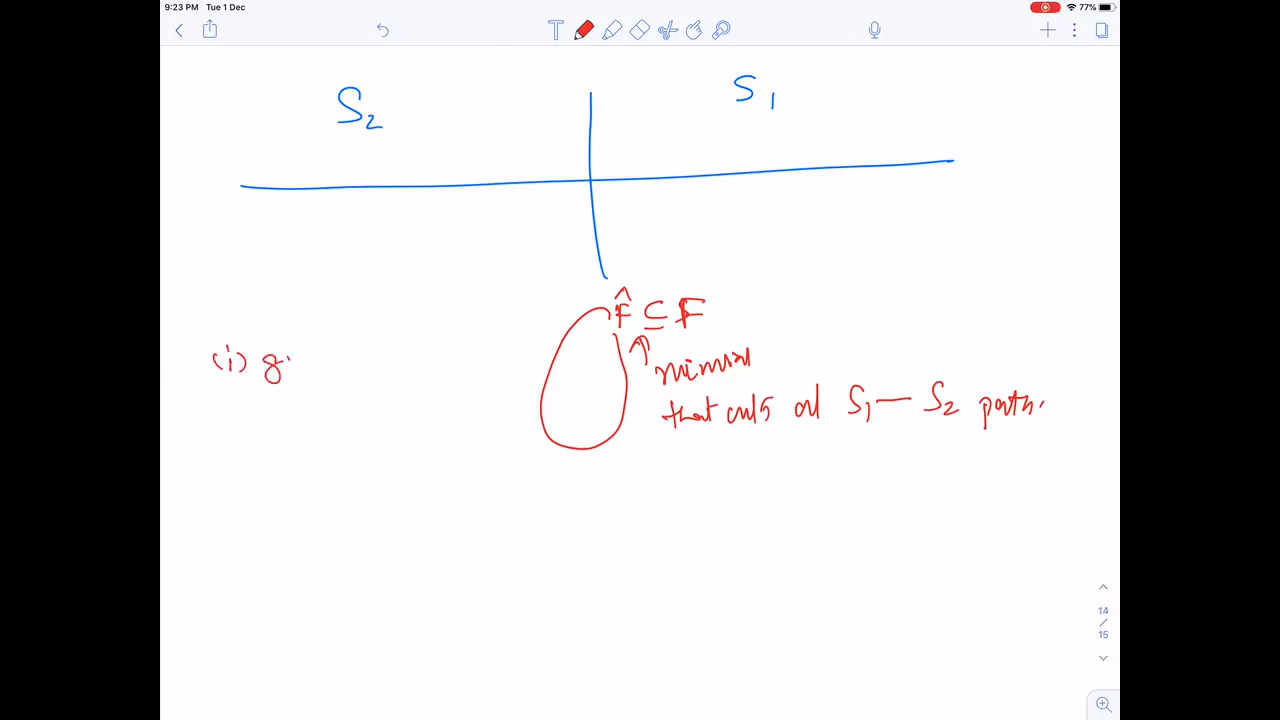 9:23 PM Tue 1 Dec
77%
T
S₂
S₁
F̂ ⊆ F
(i) g.
minimal
that cuts all S₁ — S₂ paths.
14
/
15